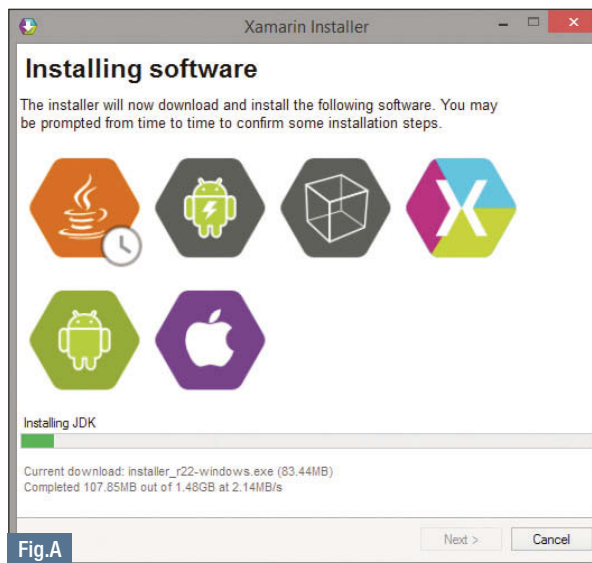 Xamarin Installer
Installing software
The installer will now download and install the following software. You may
be prompted from time to time to confirm some installation steps.
X
Installing JDK
Current download: installer_r22-windows.exe (83.44MB)
Completed 107.85MB out of 1.48GB at 2.14MB/s
Next >
Cancel
Fig.A